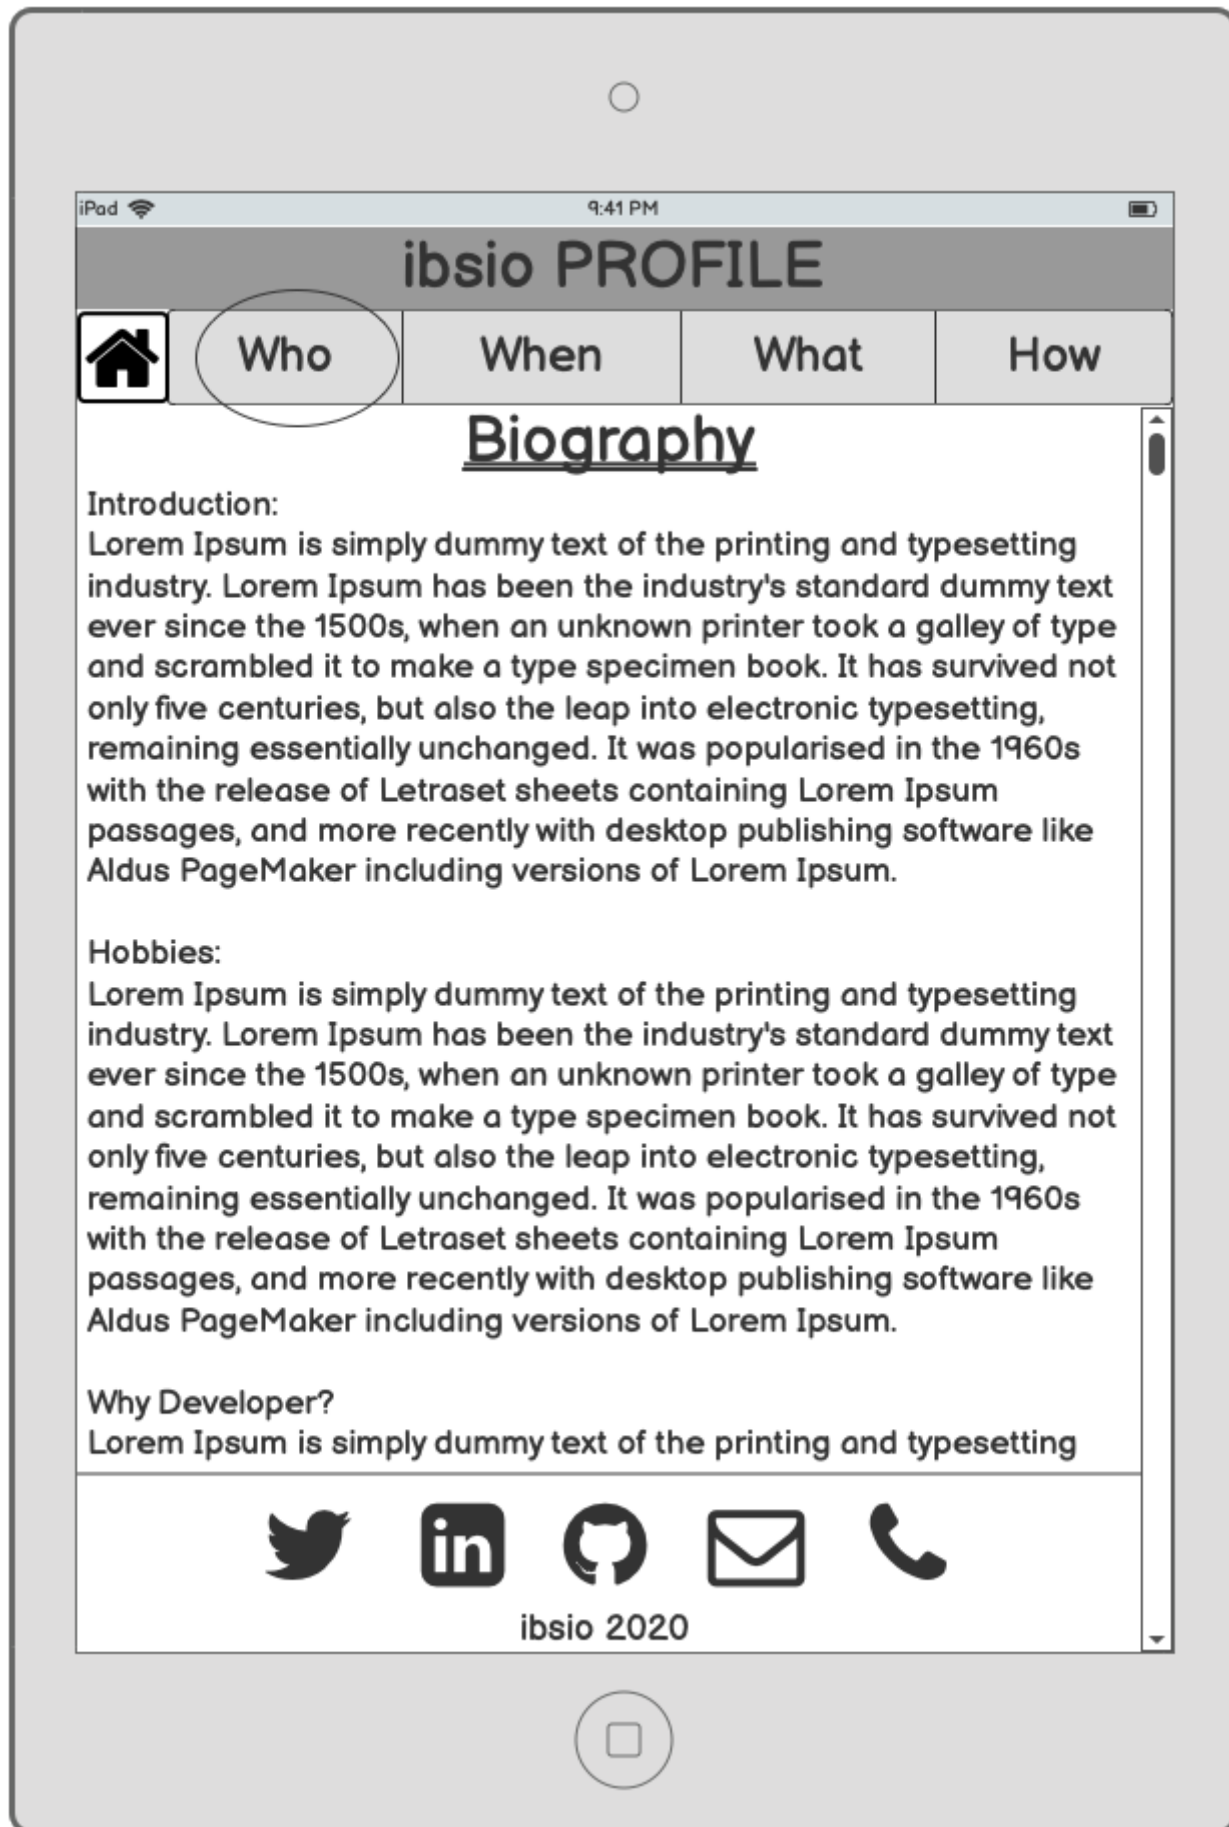 iPad 9:41 PM
ibsio PROFILE
Who When What How
Biography
Introduction:
Lorem Ipsum is simply dummy text of the printing and typesetting
industry. Lorem Ipsum has been the industry's standard dummy text
ever since the 1500s, when an unknown printer took a galley of type
and scrambled it to make a type specimen book. It has survived not
only five centuries, but also the leap into electronic typesetting,
remaining essentially unchanged. It was popularised in the 1960s
with the release of Letraset sheets containing Lorem Ipsum
passages, and more recently with desktop publishing software like
Aldus PageMaker including versions of Lorem Ipsum.
Hobbies:
Lorem Ipsum is simply dummy text of the printing and typesetting
industry. Lorem Ipsum has been the industry's standard dummy text
ever since the 1500s, when an unknown printer took a galley of type
and scrambled it to make a type specimen book. It has survived not
only five centuries, but also the leap into electronic typesetting,
remaining essentially unchanged. It was popularised in the 1960s
with the release of Letraset sheets containing Lorem Ipsum
passages, and more recently with desktop publishing software like
Aldus PageMaker including versions of Lorem Ipsum.
Why Developer?
Lorem Ipsum is simply dummy text of the printing and typesetting
in
ibsio 2020